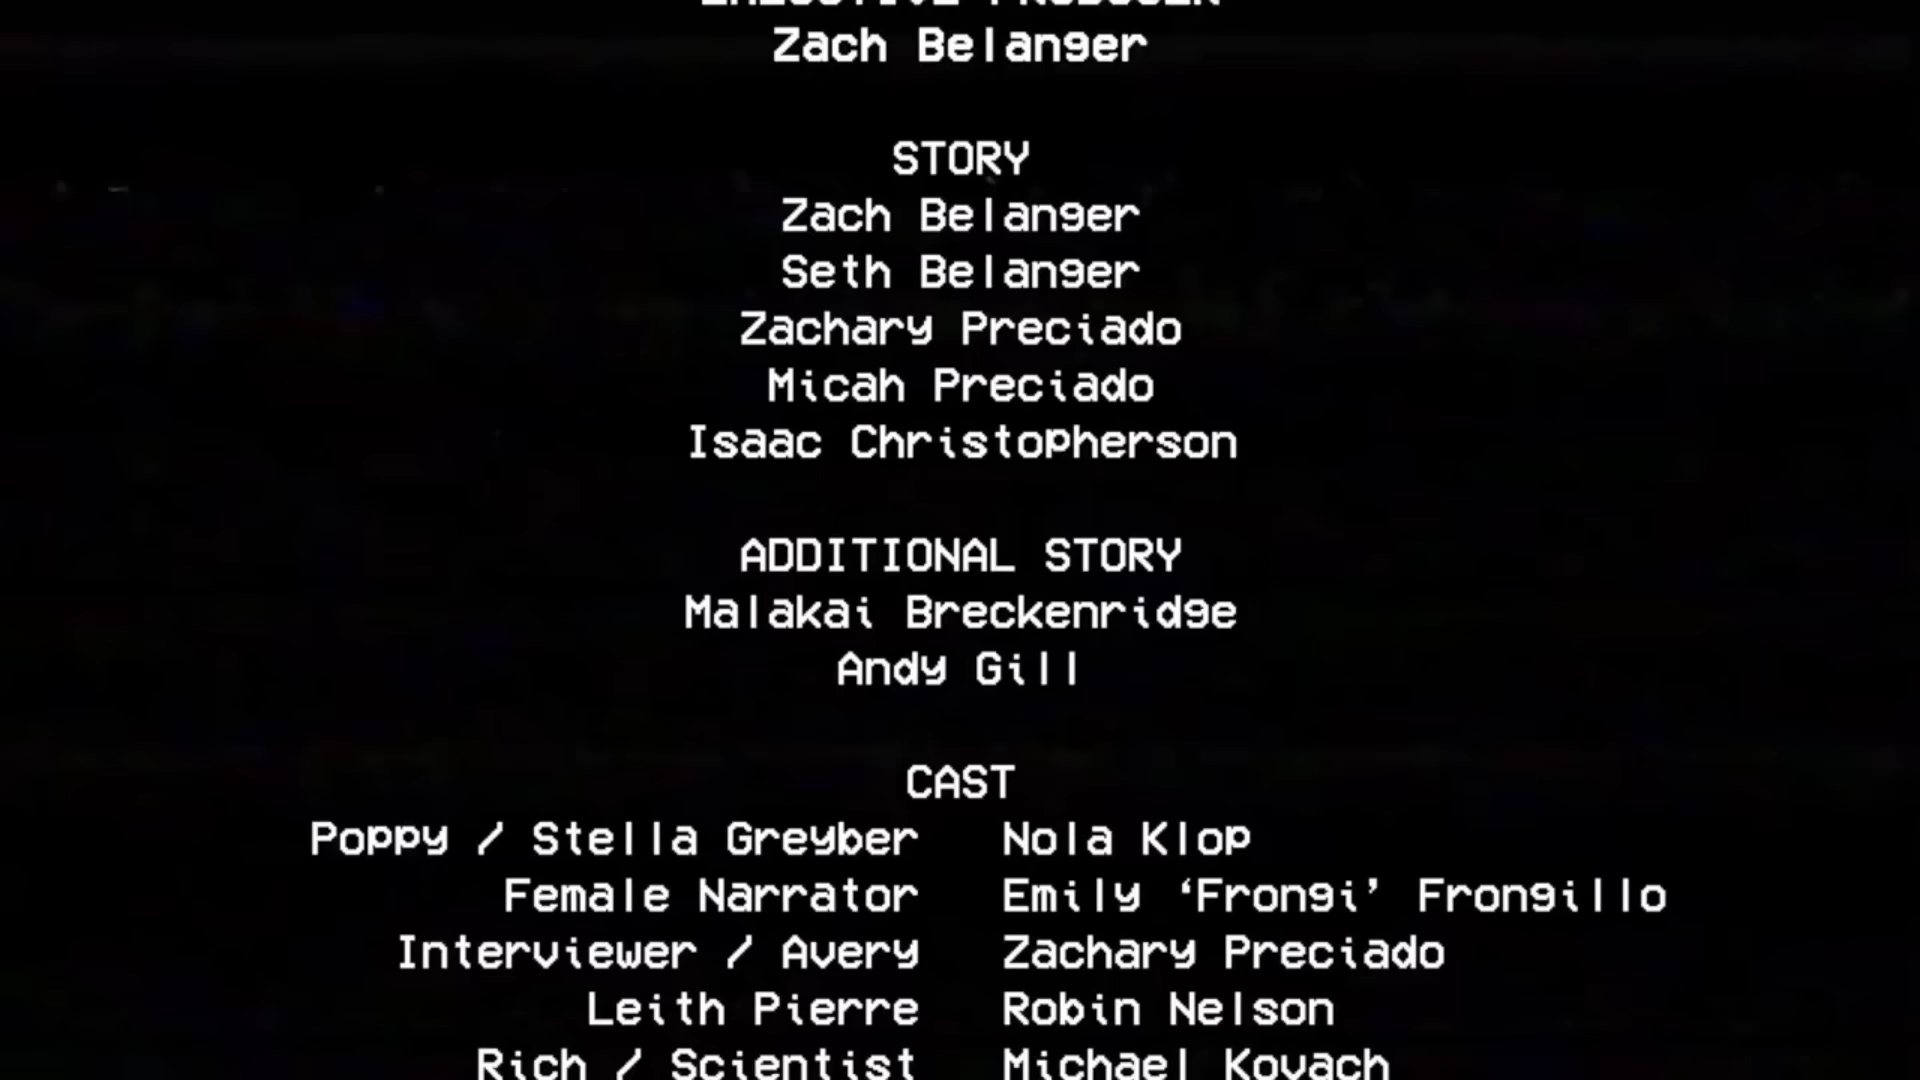 EXECUTIVE PRODUCER
Zach Belanger
STORY
Zach Belanger
Seth Belanger
Zachary Preciado
Micah Preciado
Isaac Christopherson
ADDITIONAL STORY
Malakai Breckenridge
Andy Gill
CAST
Poppy / Stella Greyber Nola Klop
Female Narrator Emily ‘Frongi’ Frongillo
Interviewer / Avery Zachary Preciado
Leith Pierre Robin Nelson
Rich / Scientist Michael Kovach